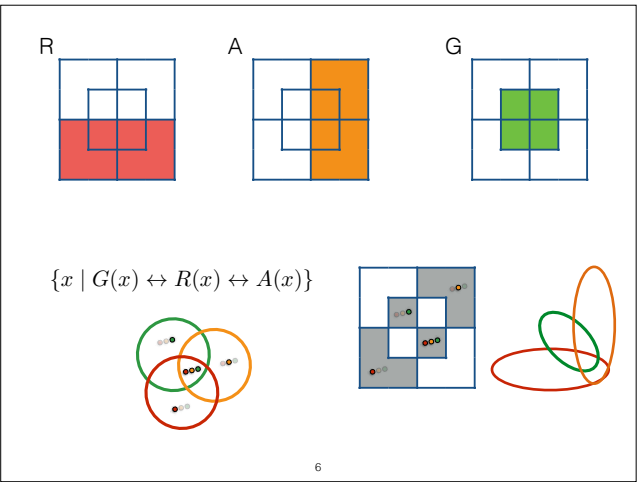 R A G
{x | G(x) ↔ R(x) ↔ A(x)}
6